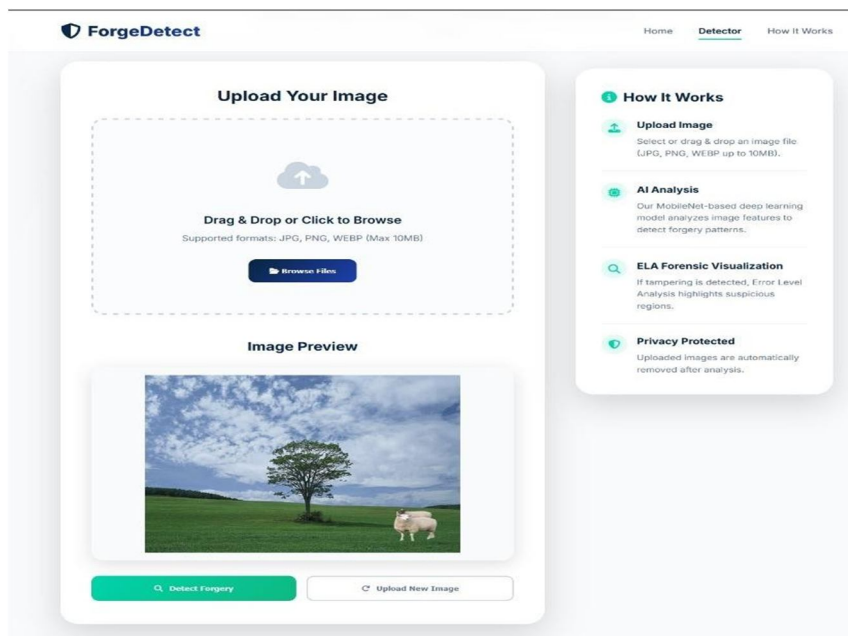 ForgeDetect
Home Detector How It Works
Upload Your Image
Drag & Drop or Click to Browse
Supported formats: JPG, PNG, WEBP (Max 10MB)
Browse Files
Image Preview
Detect Forgery
Upload New Image
How It Works
Upload Image
Select or drag & drop an image file
(JPG, PNG, WEBP up to 10MB).
AI Analysis
Our MobileNet-based deep learning
model analyzes image features to
detect forgery patterns.
ELA Forensic Visualization
If tampering is detected, Error Level
Analysis highlights suspicious
regions.
Privacy Protected
Uploaded images are automatically
removed after analysis.